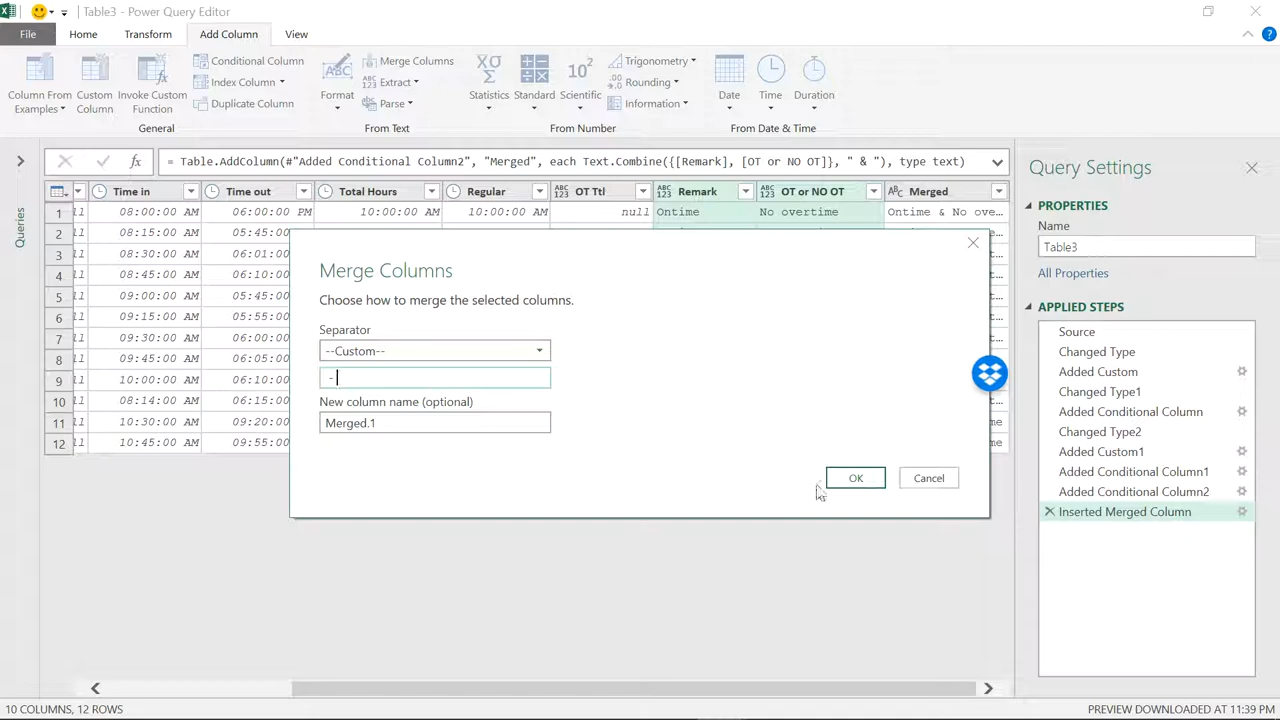 Table3 - Power Query Editor
File Home Transform Add Column View
Column From Examples
Custom Column
Invoke Custom Function
Conditional Column
Index Column
Duplicate Column
General
Format
Merge Columns
Extract
Parse
From Text
Statistics
Standard
Scientific
Trigonometry
Rounding
Information
From Number
Date
Time
Duration
From Date & Time
= Table.AddColumn(#"Added Conditional Column2", "Merged", each Text.Combine({[Remark], [OT or NO OT]}, " & "), type text)
Queries
Time in Time out Total Hours Regular OT Ttl Remark OT or NO OT Merged
1 08:00:00 AM 06:00:00 PM 10:00:00 AM 10:00:00 AM null Ontime No overtime Ontime & No ove...
2 08:15:00 AM 05:45:00
3 08:30:00 AM 06:01:00
4 08:45:00 AM 06:10:00
5 09:00:00 AM 05:45:00
6 09:15:00 AM 05:55:00
7 09:30:00 AM 06:00:00
8 09:45:00 AM 06:05:00
9 10:00:00 AM 06:10:00
10 08:14:00 AM 06:15:00
11 10:30:00 AM 09:20:00
12 10:45:00 AM 09:55:00
Merge Columns
Choose how to merge the selected columns.
Separator
--Custom--
-
New column name (optional)
Merged.1
OK Cancel
Query Settings
PROPERTIES
Name
Table3
All Properties
APPLIED STEPS
Source
Changed Type
Added Custom
Changed Type1
Added Conditional Column
Changed Type2
Added Custom1
Added Conditional Column1
Added Conditional Column2
Inserted Merged Column
10 COLUMNS, 12 ROWS
PREVIEW DOWNLOADED AT 11:39 PM